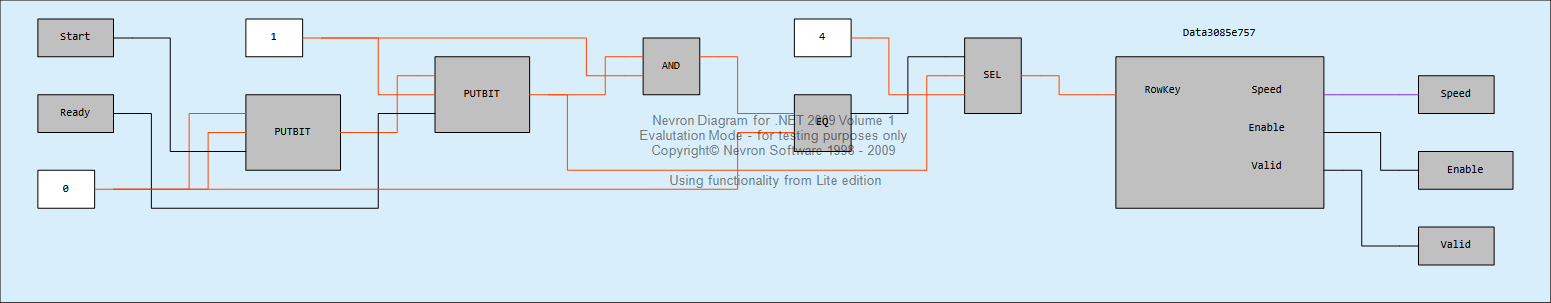 Start
1
4
Data3085e757
AND
SEL
PUTBIT
RowKey
Speed
Speed
Ready
PUTBIT
EQ
Enable
Nevron Diagram for .NET 2009 Volume 1
Evalutation Mode - for testing purposes only
Copyright© Nevron Software 1998 - 2009
Using functionality from Lite edition
Valid
Enable
0
Valid